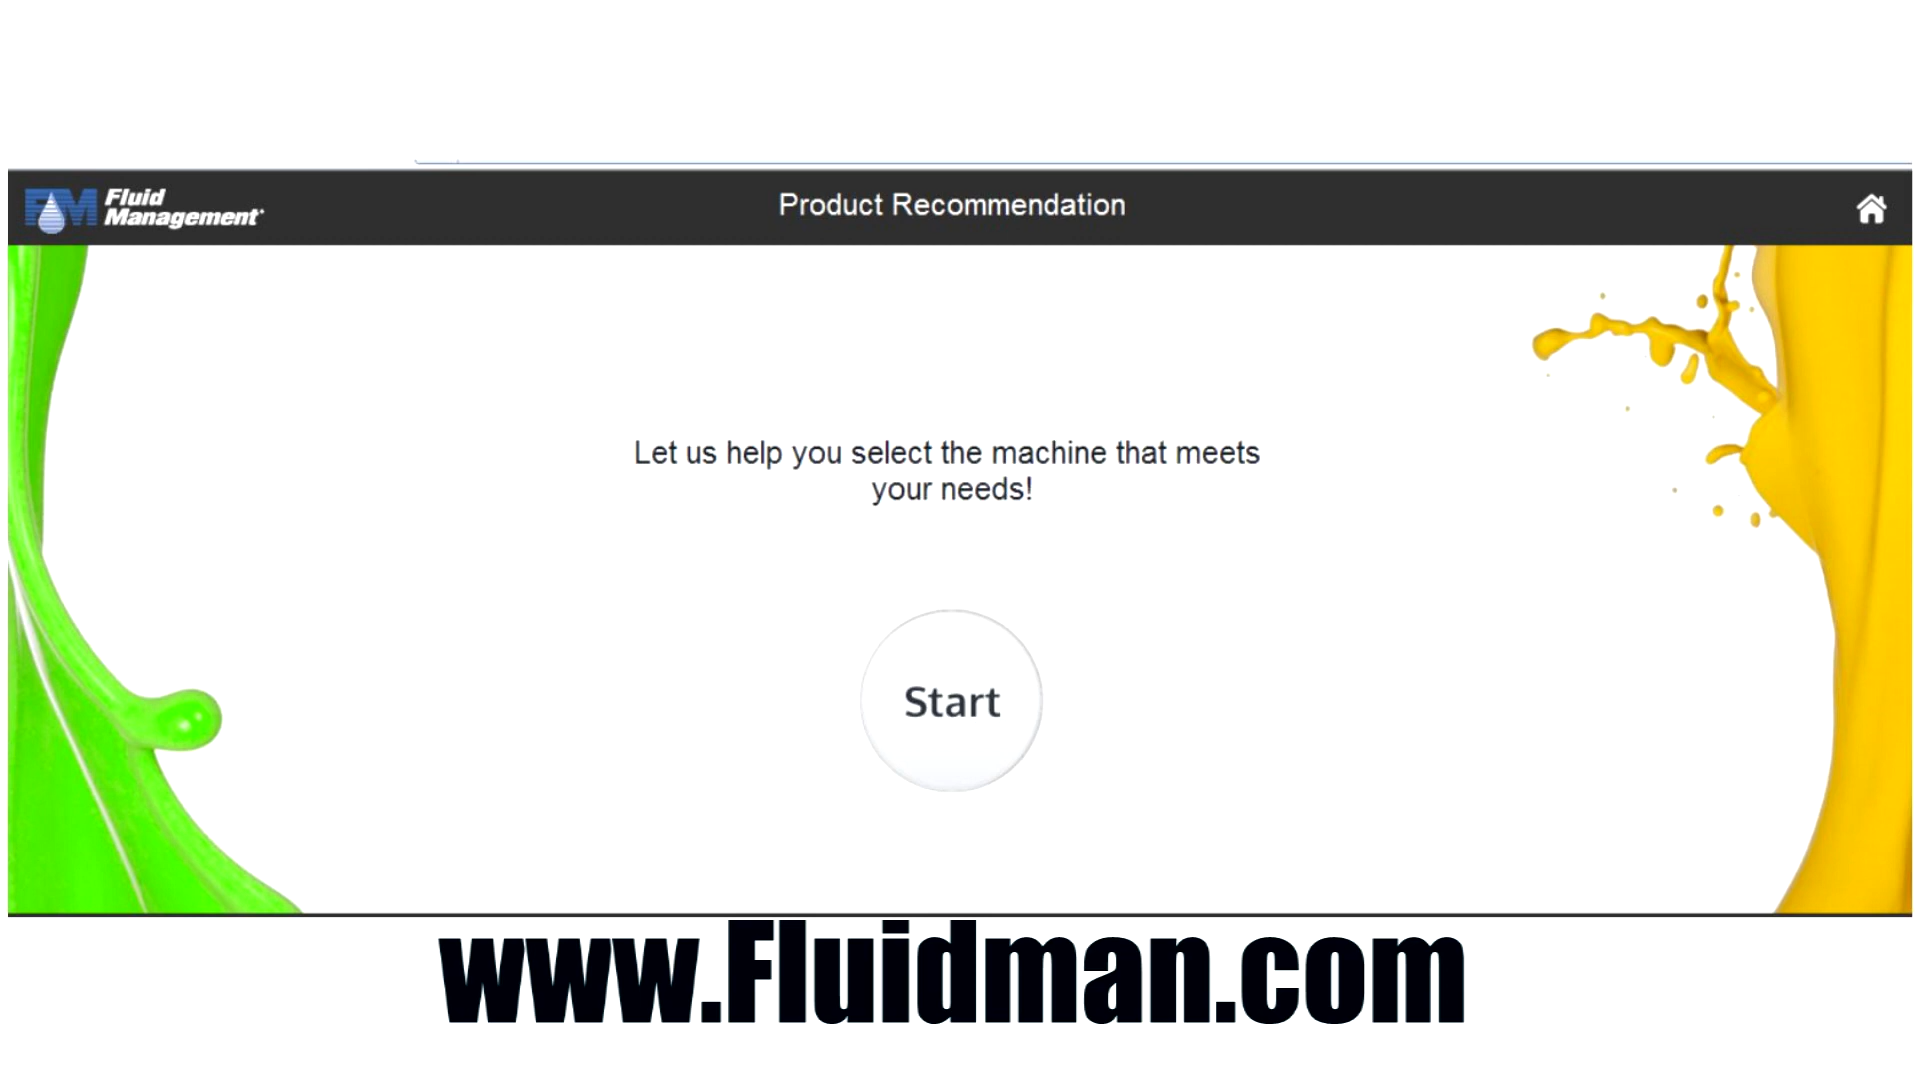 FM Fluid
Management
Product Recommendation
Let us help you select the machine that meets
your needs!
Start
www.Fluidman.com